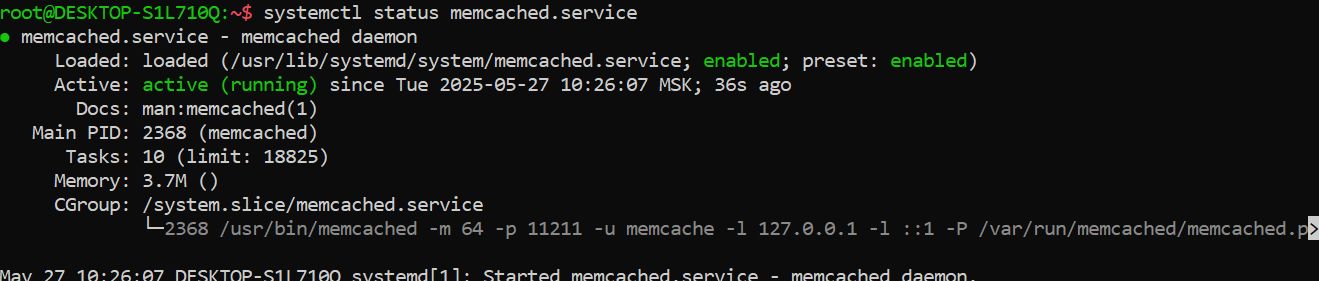 root@DESKTOP-S1L710Q:~$ systemctl status memcached.service
● memcached.service - memcached daemon
Loaded: loaded (/usr/lib/systemd/system/memcached.service; enabled; preset: enabled)
Active: active (running) since Tue 2025-05-27 10:26:07 MSK; 36s ago
Docs: man:memcached(1)
Main PID: 2368 (memcached)
Tasks: 10 (limit: 18825)
Memory: 3.7M ()
CGroup: /system.slice/memcached.service
└─2368 /usr/bin/memcached -m 64 -p 11211 -u memcache -l 127.0.0.1 -l ::1 -P /var/run/memcached/memcached.p>
May 27 10:26:07 DESKTOP-S1L710Q systemd[1]: Started memcached.service - memcached daemon.